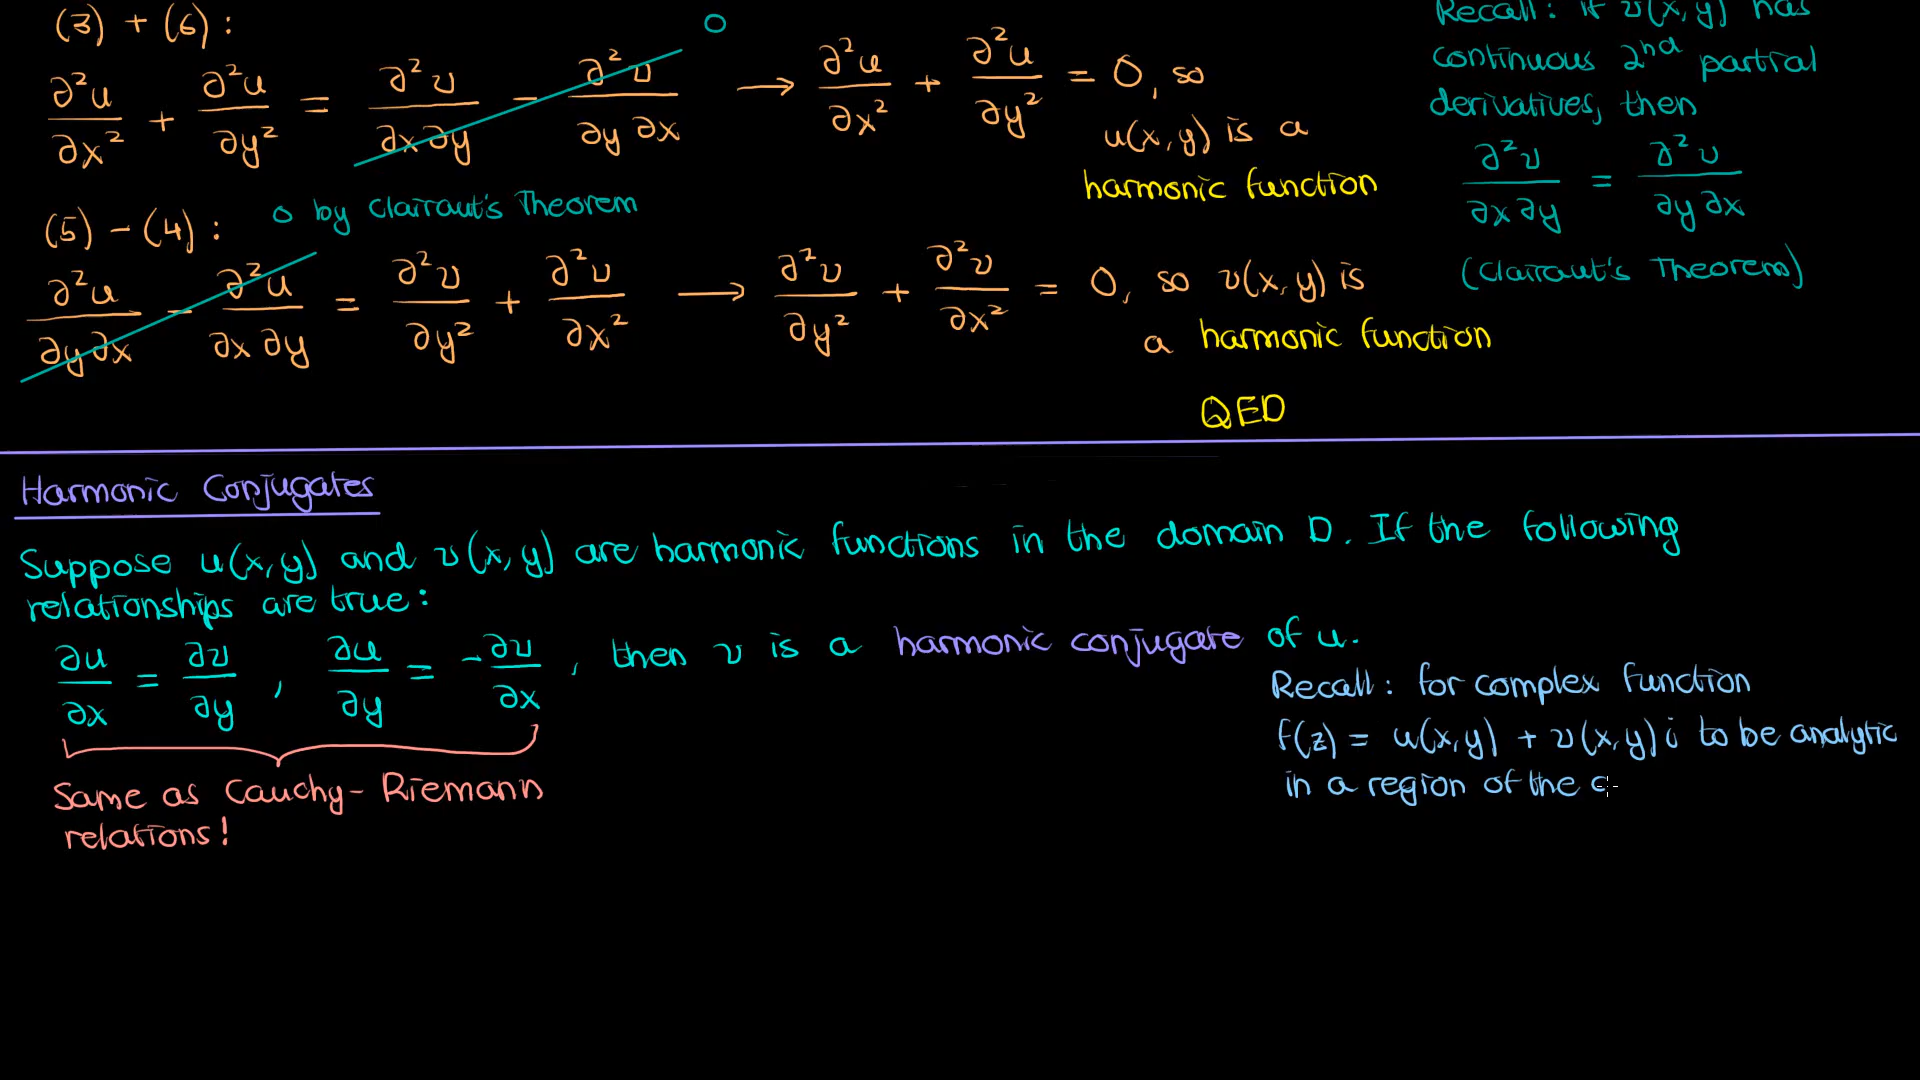 (3) + (6) :
∂²u/∂x² + ∂²u/∂y² = ∂²v/∂x∂y − ∂²v/∂y∂x 0 ⟶ ∂²u/∂x² + ∂²u/∂y² = 0, so
u(x,y) is a
harmonic function
Recall: if v(x,y) has
continuous 2nd partial
derivatives, then
∂²v/∂x∂y = ∂²v/∂y∂x
(Clairaut's Theorem)
(5) − (4) : 0 by Clairaut's Theorem
∂²u/∂y∂x − ∂²u/∂x∂y = ∂²v/∂y² + ∂²v/∂x² ⟶ ∂²v/∂y² + ∂²v/∂x² = 0, so v(x,y) is
a harmonic function
QED
Harmonic Conjugates
Suppose u(x,y) and v(x,y) are harmonic functions in the domain D. If the following
relationships are true:
∂u/∂x = ∂v/∂y , ∂u/∂y = −∂v/∂x , then v is a harmonic conjugate of u.
Same as Cauchy-Riemann
relations!
Recall: for complex function
f(z) = u(x,y) + v(x,y)i to be analytic
in a region of the c